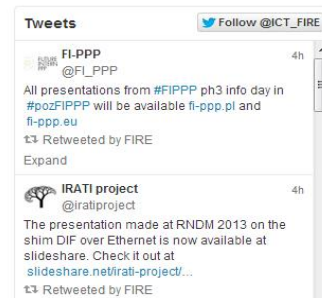 Tweets
Follow @ICT_FIRE
FI-PPP
4h
@FI_PPP
All presentations from #FIPPP ph3 info day in
#pozFIPPP will be available fi-ppp.pl and
fi-ppp.eu
Retweeted by FIRE
Expand
IRATI project
4h
@iratiproject
The presentation made at RNDM 2013 on the
shim DIF over Ethernet is now available at
slideshare. Check it out at
slideshare.net/irati-project/...
Retweeted by FIRE